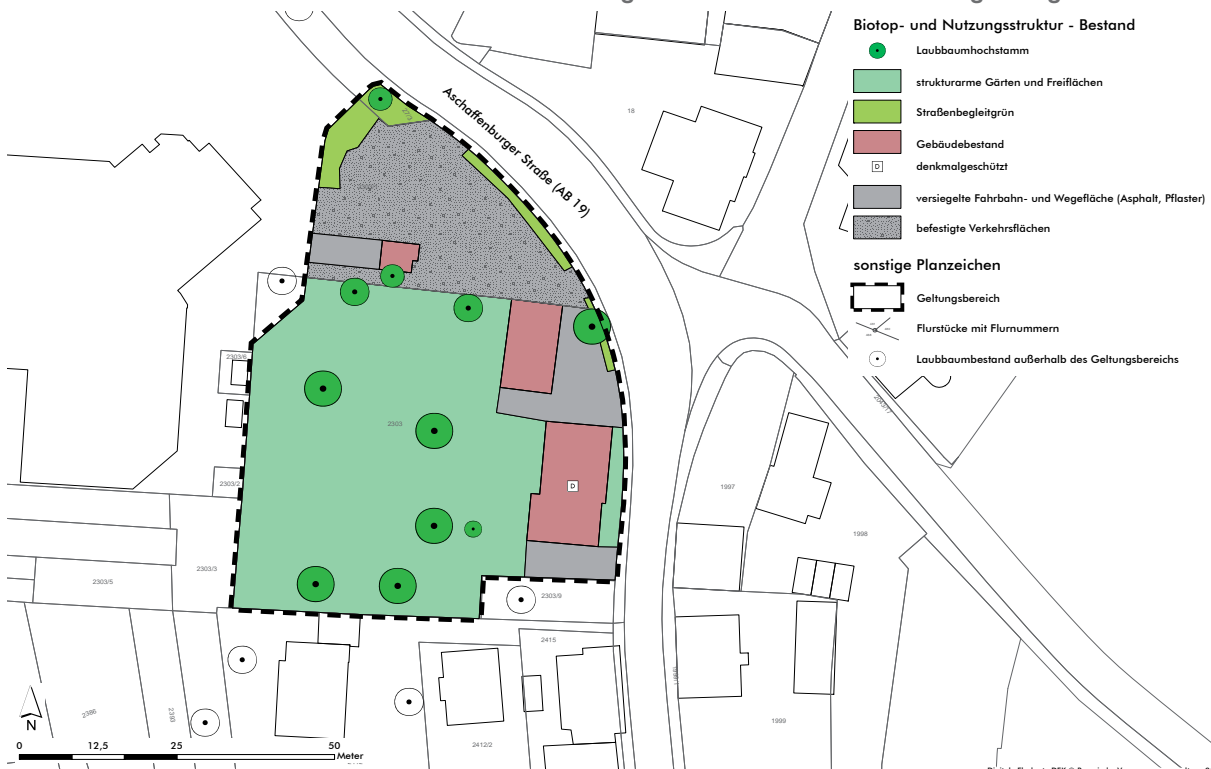 Biotop- und Nutzungsstruktur - Bestand
Laubbaumhochstamm
strukturarme Gärten und Freiflächen
Straßenbegleitgrün
Gebäudebestand
D
denkmalgeschützt
versiegelte Fahrbahn- und Wegefläche (Asphalt, Pflaster)
befestigte Verkehrsflächen
sonstige Planzeichen
Geltungsbereich
Flurstücke mit Flurnummern
Laubbaumbestand außerhalb des Geltungsbereichs
Aschaffenburger Straße (AB 19)
18
2303/6
2303
2303/2
D
1997
1998
2303/3
2303/5
2303/9
2415
2386
2393
2412/2
1999
N
0
12,5
25
50
Meter